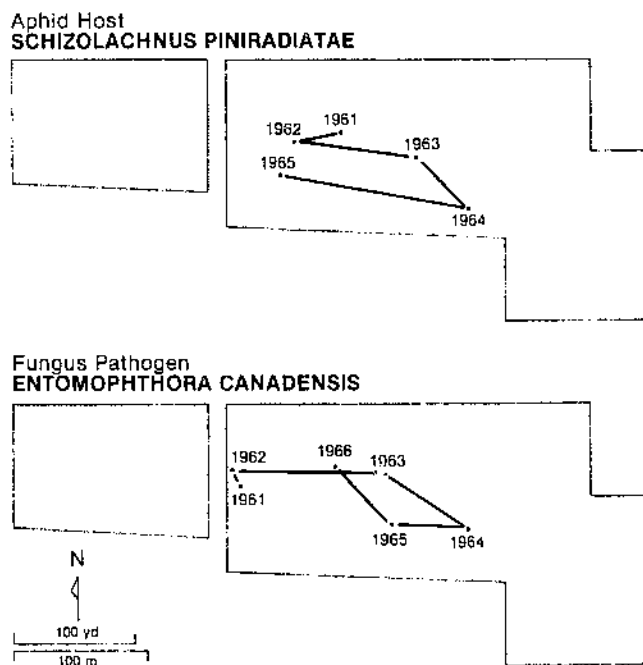 Aphid Host
SCHIZOLACHNUS PINIRADIATAE
1961
1962
1963
1965
1964
Fungus Pathogen
ENTOMOPHTHORA CANADENSIS
1962
1966
1963
1961
1965
1964
N
100 yd
100 m